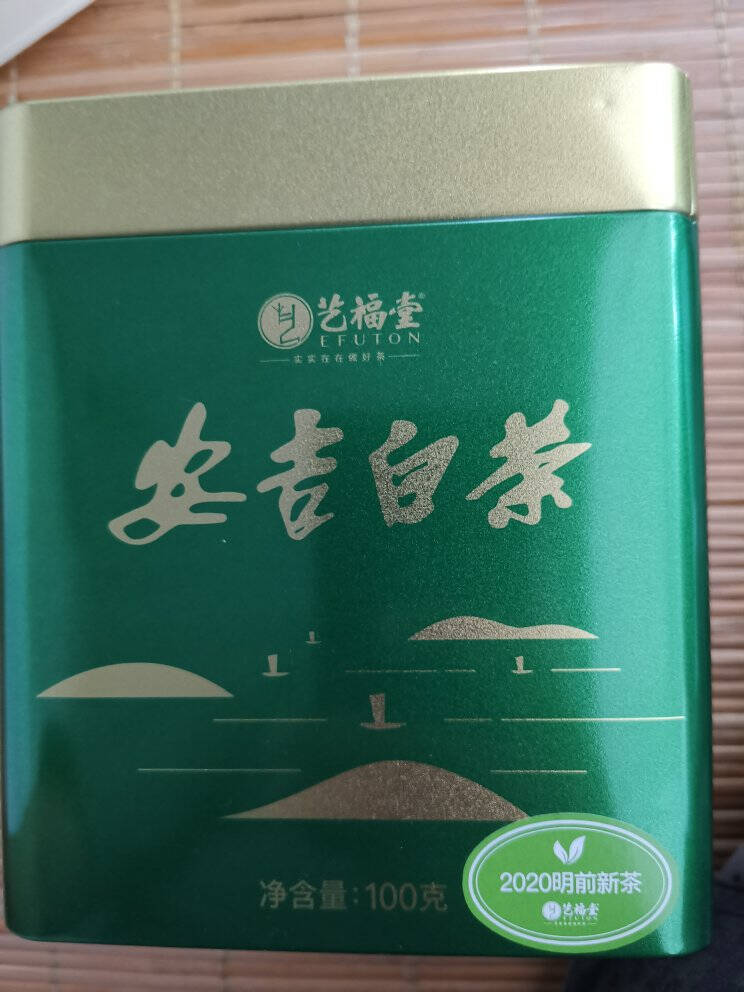 艺福堂®
EFUTON
实实在在做好茶
安吉白茶
净含量:100克
2020明前新茶
艺福堂
EFUTON